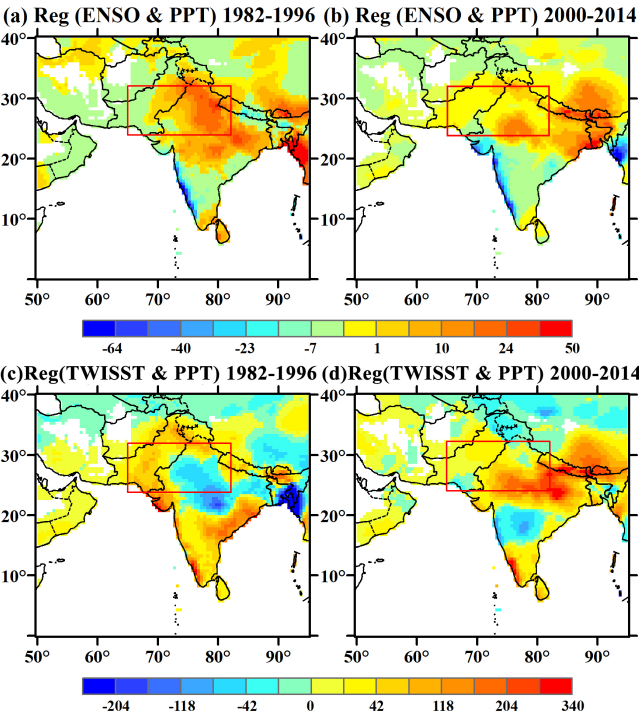 (a) Reg (ENSO & PPT) 1982-1996 (b) Reg (ENSO & PPT) 2000-2014
40° 40°
30° 30°
20° 20°
10° 10°
50° 60° 70° 80° 90° 50° 60° 70° 80° 90°
-64 -40 -23 -7 1 10 24 50
(c)Reg(TWISST & PPT) 1982-1996 (d)Reg(TWISST & PPT) 2000-2014
40° 40°
30° 30°
20° 20°
10° 10°
50° 60° 70° 80° 90° 50° 60° 70° 80° 90°
-204 -118 -42 0 42 118 204 340